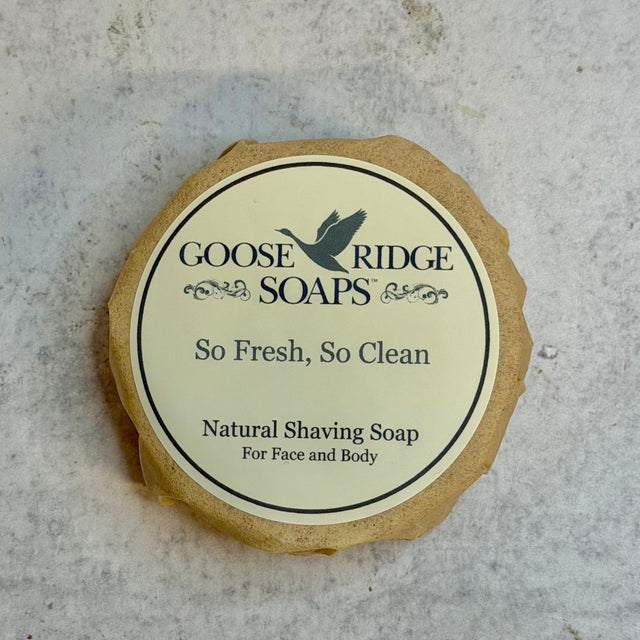 GOOSE RIDGE
SOAPS™
So Fresh, So Clean
Natural Shaving Soap
For Face and Body